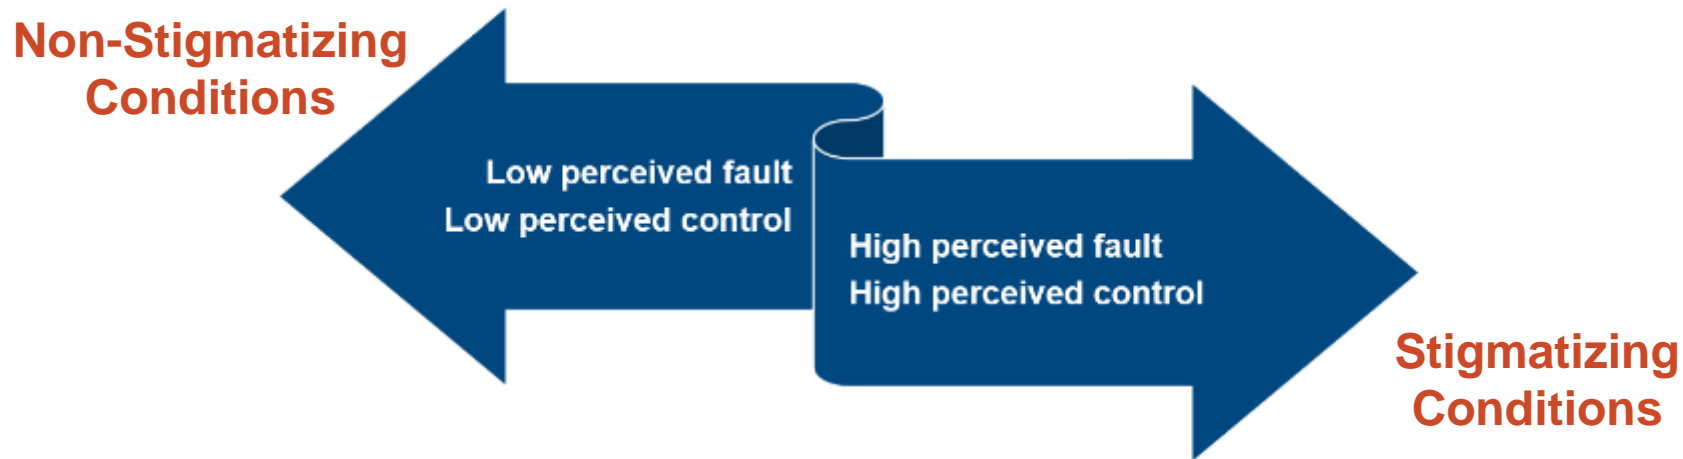 Non-Stigmatizing
Conditions
Low perceived fault
Low perceived control
High perceived fault
High perceived control
Stigmatizing
Conditions